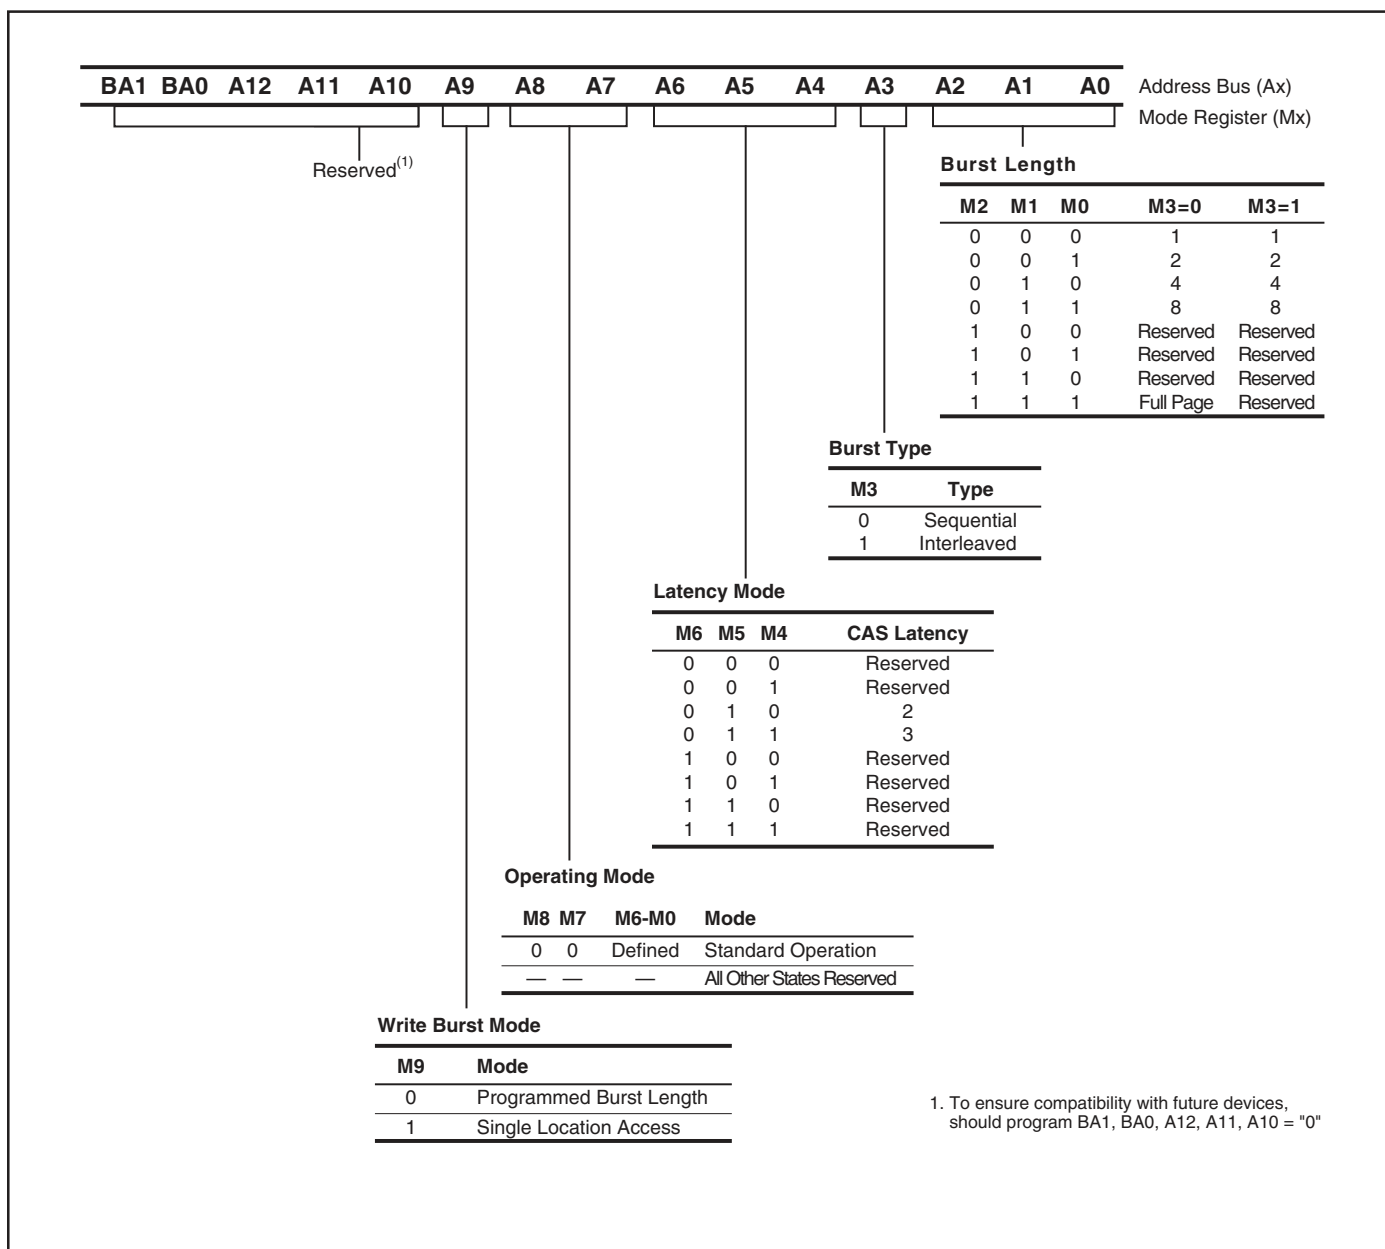 BA1 BA0 A12 A11 A10 A9 A8 A7 A6 A5 A4 A3 A2 A1 A0 Address Bus (Ax)
Mode Register (Mx)
Reserved(1)
Burst Length
M2 M1 M0 M3=0 M3=1
0 0 0 1 1
0 0 1 2 2
0 1 0 4 4
0 1 1 8 8
1 0 0 Reserved Reserved
1 0 1 Reserved Reserved
1 1 0 Reserved Reserved
1 1 1 Full Page Reserved
Burst Type
M3 Type
0 Sequential
1 Interleaved
Latency Mode
M6 M5 M4 CAS Latency
0 0 0 Reserved
0 0 1 Reserved
0 1 0 2
0 1 1 3
1 0 0 Reserved
1 0 1 Reserved
1 1 0 Reserved
1 1 1 Reserved
Operating Mode
M8 M7 M6-M0 Mode
0 0 Defined Standard Operation
— — — All Other States Reserved
Write Burst Mode
M9 Mode
0 Programmed Burst Length
1 Single Location Access
1. To ensure compatibility with future devices,
should program BA1, BA0, A12, A11, A10 = "0"